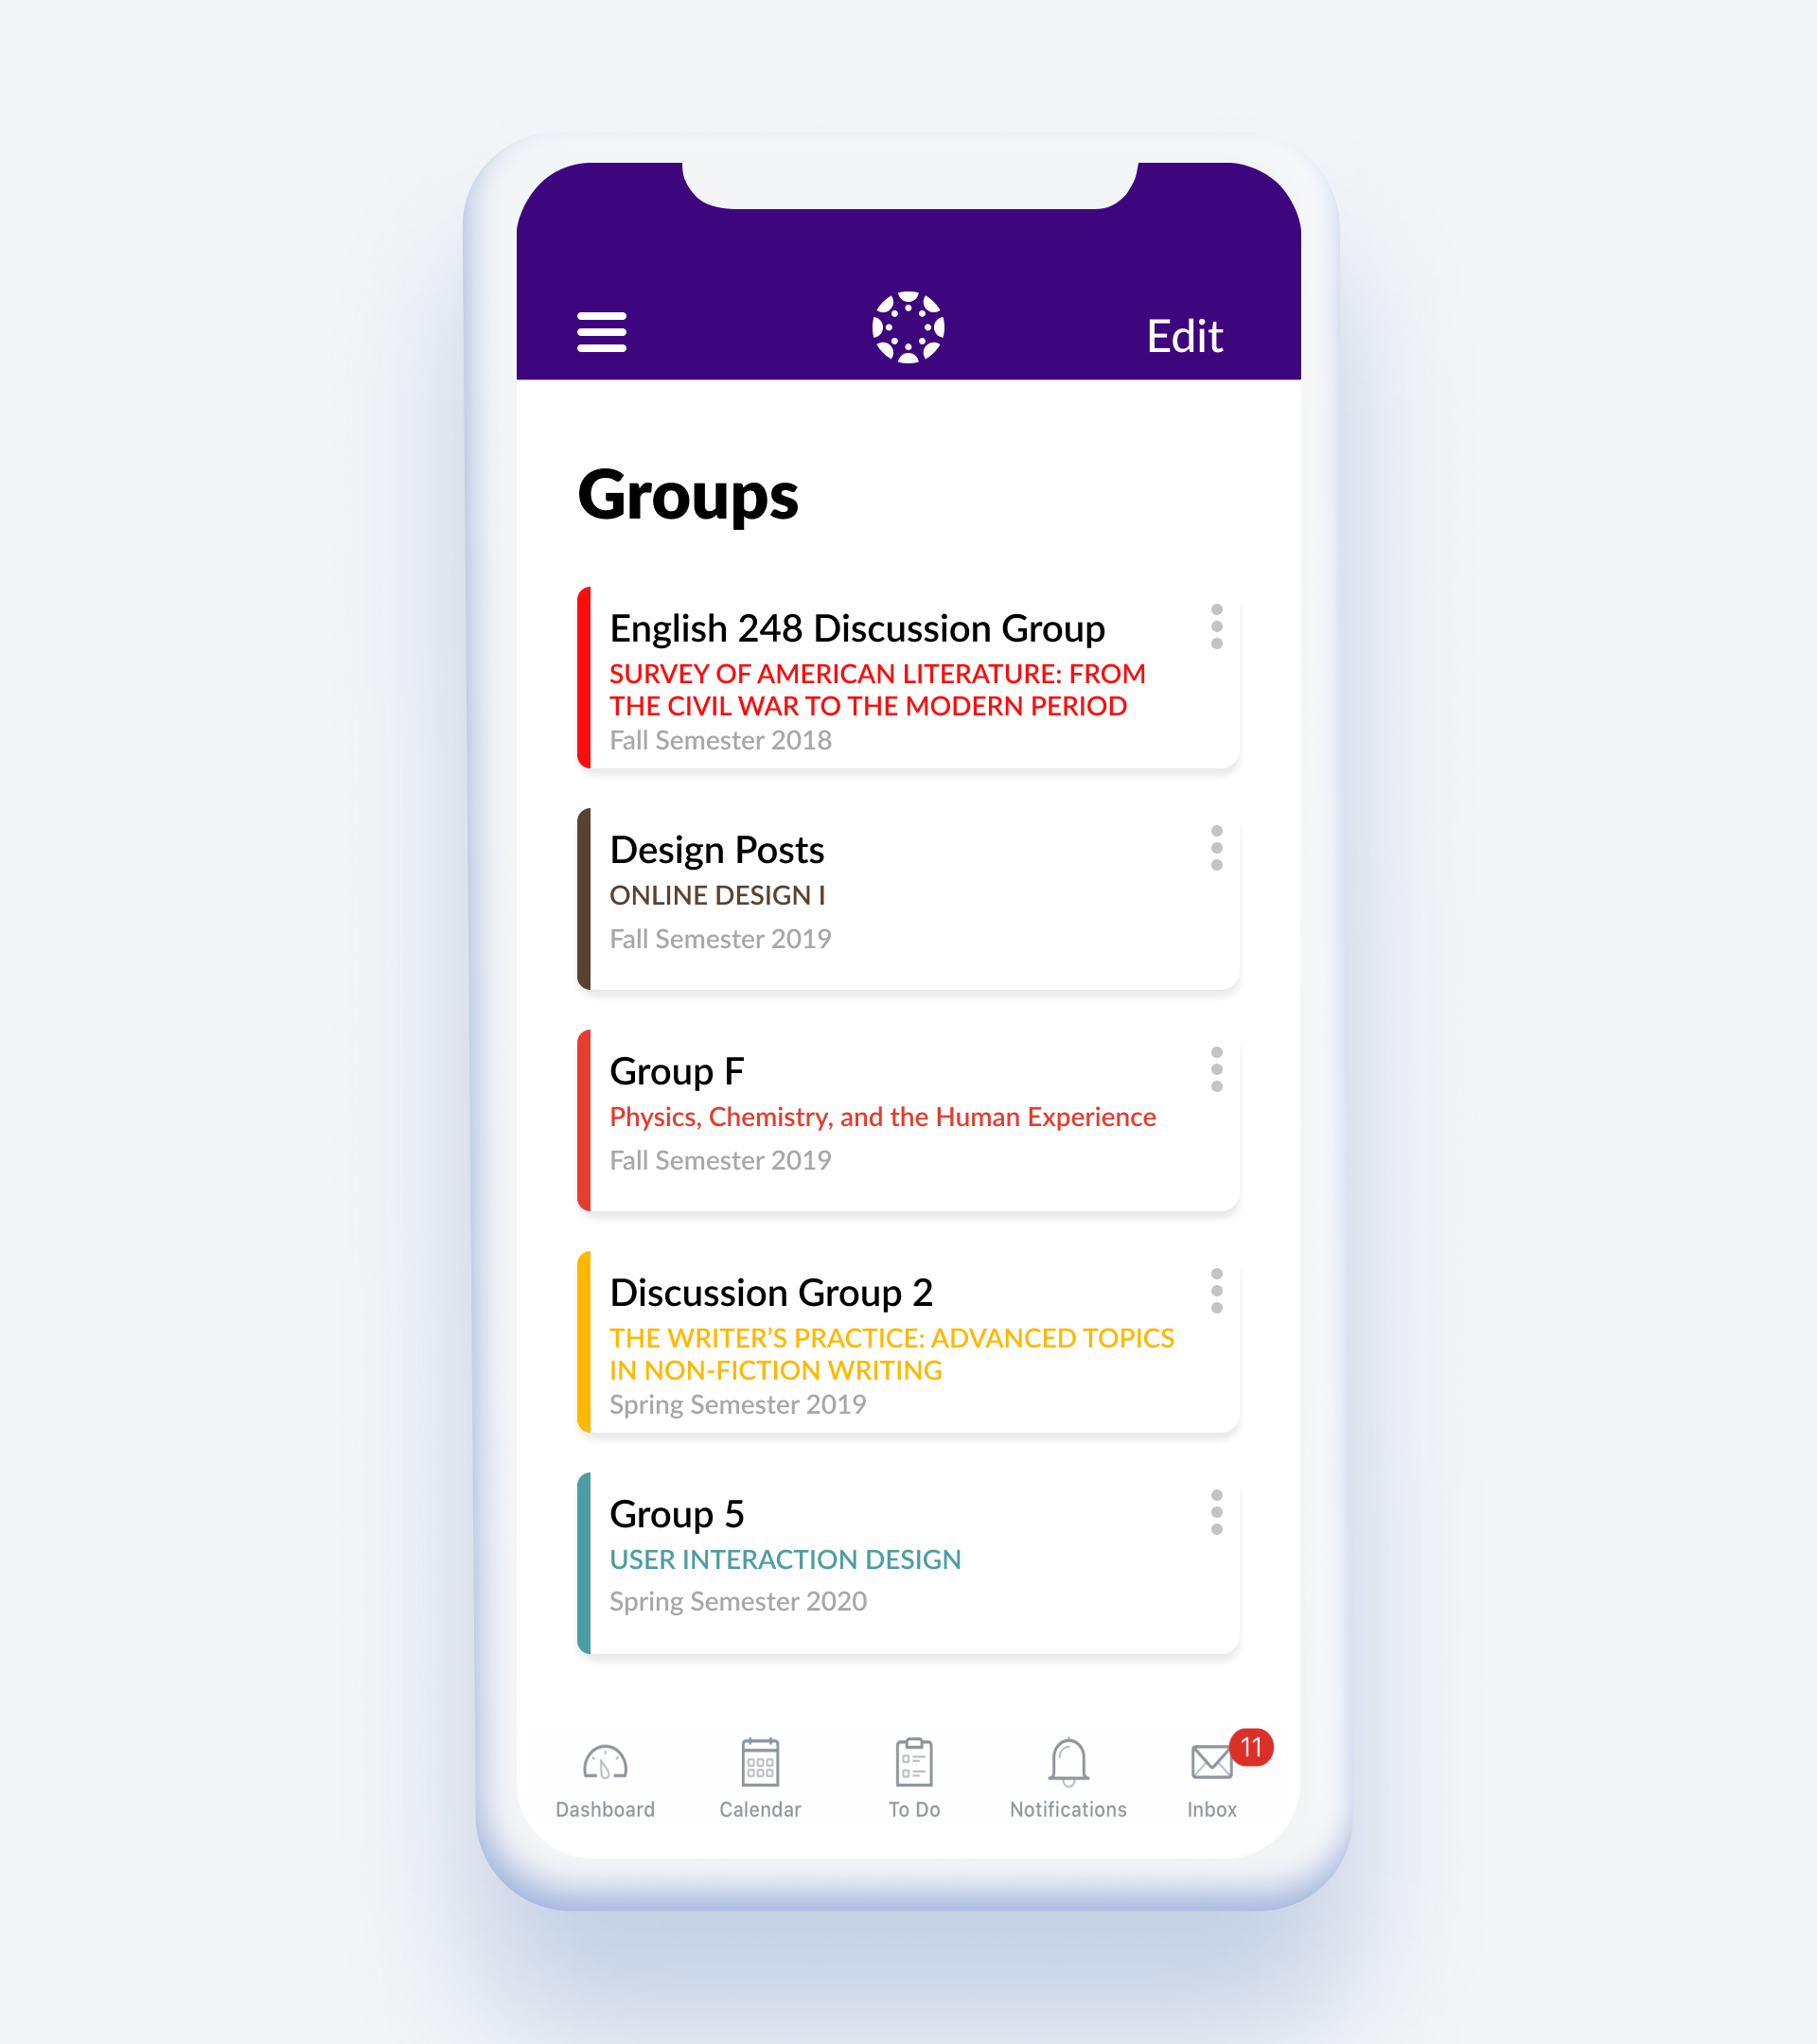 Edit
Groups
English 248 Discussion Group
SURVEY OF AMERICAN LITERATURE: FROM
THE CIVIL WAR TO THE MODERN PERIOD
Fall Semester 2018
Design Posts
ONLINE DESIGN I
Fall Semester 2019
Group F
Physics, Chemistry, and the Human Experience
Fall Semester 2019
Discussion Group 2
THE WRITER’S PRACTICE: ADVANCED TOPICS
IN NON-FICTION WRITING
Spring Semester 2019
Group 5
USER INTERACTION DESIGN
Spring Semester 2020
11
Dashboard Calendar To Do Notifications Inbox